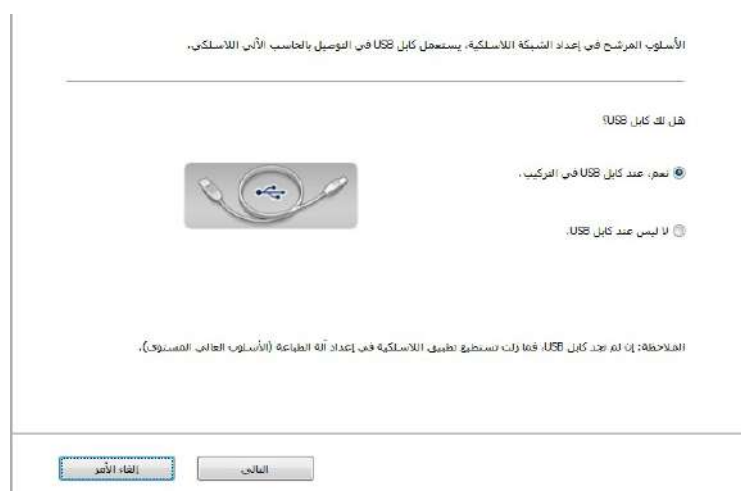 الأسلوب المرشح في إعداد الشبكة اللاسلكية، يستعمل كابل USB في التوصيل بالحاسب الآلي اللاسلكي.
هل لك كابل USB؟
نعم، عند كابل USB في التركيب.
لا ليس عند كابل USB.
الملاحظة: إن لم تجد كابل USB، فما زلت تستطيع تطبيق اللاسلكية في إعداد آلة الطباعة (الأسلوب العالي المستوى).
التالي
إلغاء الأمر